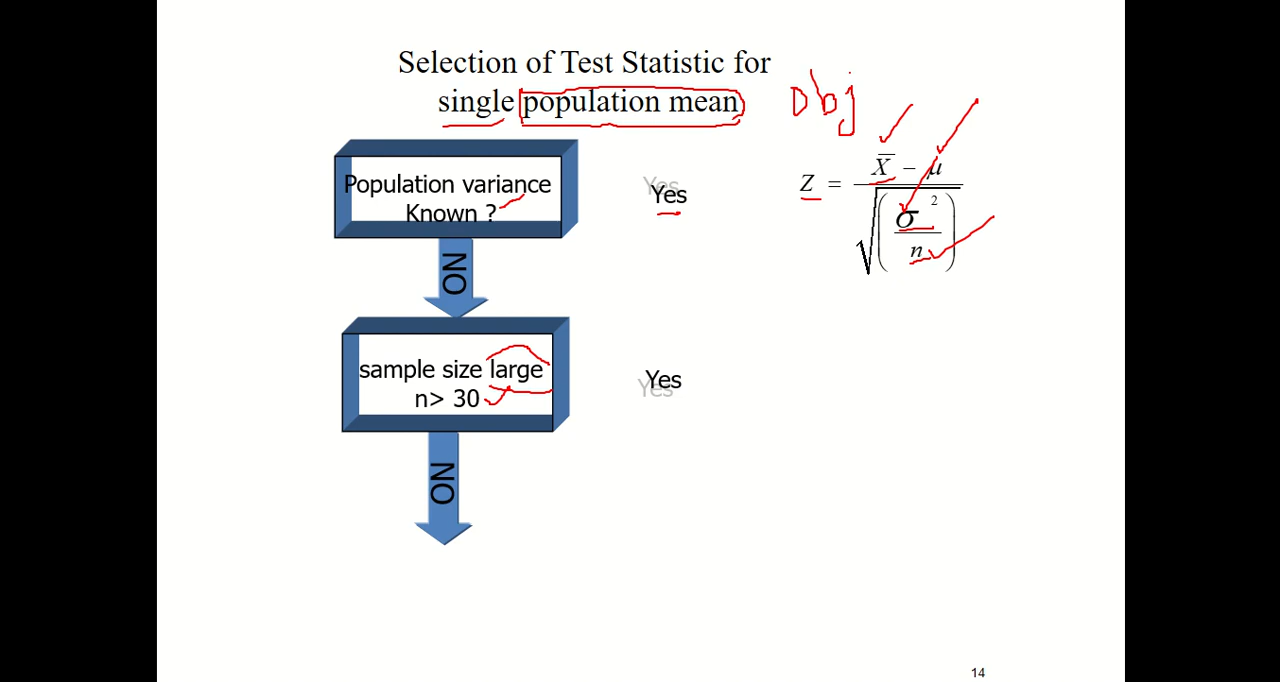 Selection of Test Statistic for
single population mean
Obj
Population variance
Known ?
Yes
Z = X̄ − μ / √(σ² / n)
NO
sample size large
n> 30
Yes
NO
14